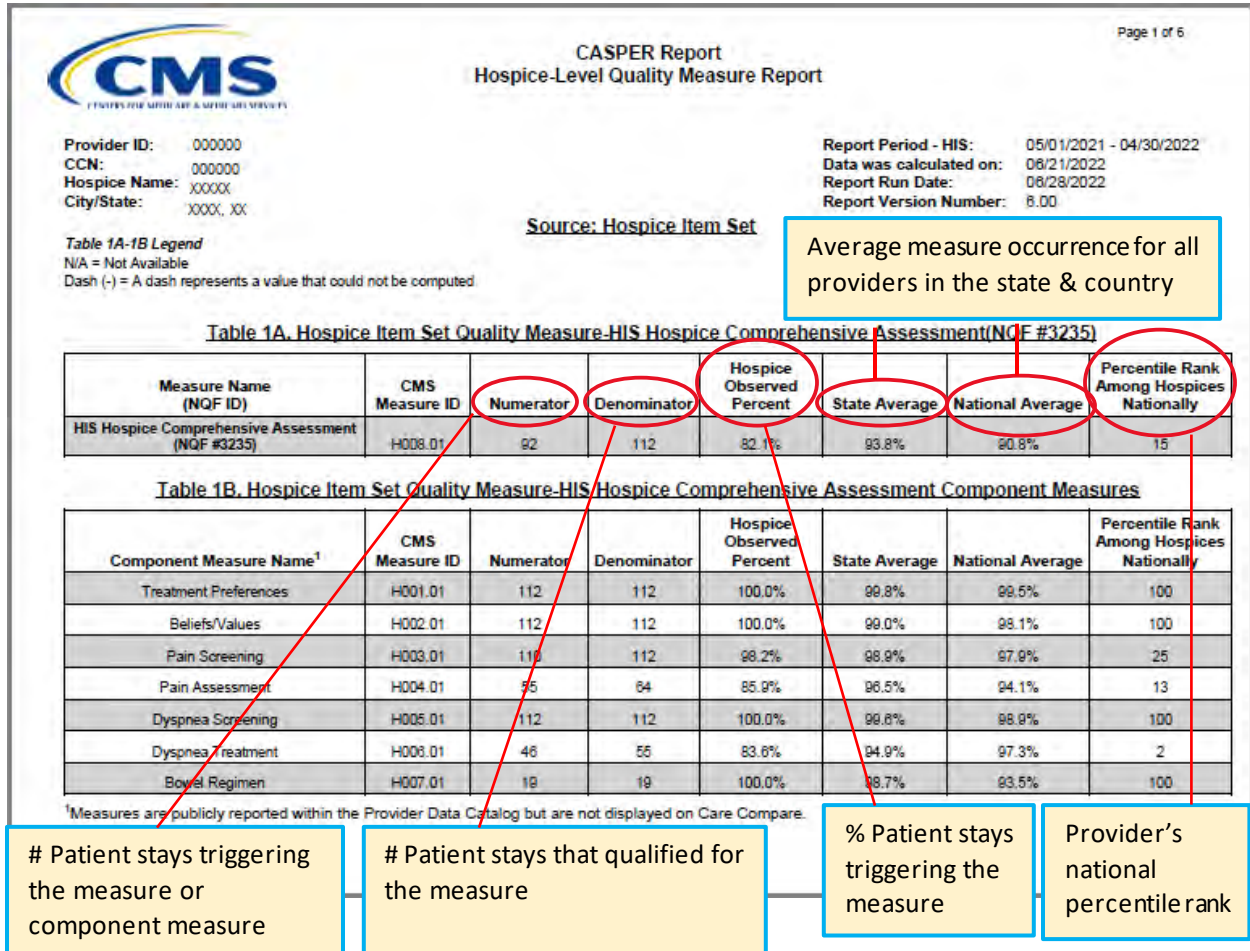 Page 1 of 6
CMS
CENTERS FOR MEDICARE & MEDICAID SERVICES
CASPER Report
Hospice-Level Quality Measure Report
Provider ID: 000000
CCN: 000000
Hospice Name: XXXXX
City/State: XXXX, XX
Report Period - HIS: 05/01/2021 - 04/30/2022
Data was calculated on: 06/21/2022
Report Run Date: 06/28/2022
Report Version Number: 6.00
Source: Hospice Item Set
Table 1A-1B Legend
N/A = Not Available
Dash (-) = A dash represents a value that could not be computed
Average measure occurrence for all
providers in the state & country
Table 1A. Hospice Item Set Quality Measure-HIS Hospice Comprehensive Assessment(NQF #3235)
Measure Name
(NQF ID)
CMS
Measure ID
Numerator
Denominator
Hospice
Observed
Percent
State Average
National Average
Percentile Rank
Among Hospices
Nationally
HIS Hospice Comprehensive Assessment
(NQF #3235)
H008.01 92 112 82.1% 93.8% 90.8% 15
Table 1B. Hospice Item Set Quality Measure-HIS Hospice Comprehensive Assessment Component Measures
Component Measure Name1
CMS
Measure ID
Numerator
Denominator
Hospice
Observed
Percent
State Average
National Average
Percentile Rank
Among Hospices
Nationally
Treatment Preferences H001.01 112 112 100.0% 99.8% 99.5% 100
Beliefs/Values H002.01 112 112 100.0% 99.0% 98.1% 100
Pain Screening H003.01 110 112 98.2% 98.9% 97.9% 25
Pain Assessment H004.01 55 64 85.9% 96.5% 94.1% 13
Dyspnea Screening H005.01 112 112 100.0% 99.6% 98.9% 100
Dyspnea Treatment H006.01 46 55 83.6% 94.9% 97.3% 2
Bowel Regimen H007.01 19 19 100.0% 98.7% 93.5% 100
1Measures are publicly reported within the Provider Data Catalog but are not displayed on Care Compare.
# Patient stays triggering
the measure or
component measure
# Patient stays that qualified for
the measure
% Patient stays
triggering the
measure
Provider's
national
percentile rank